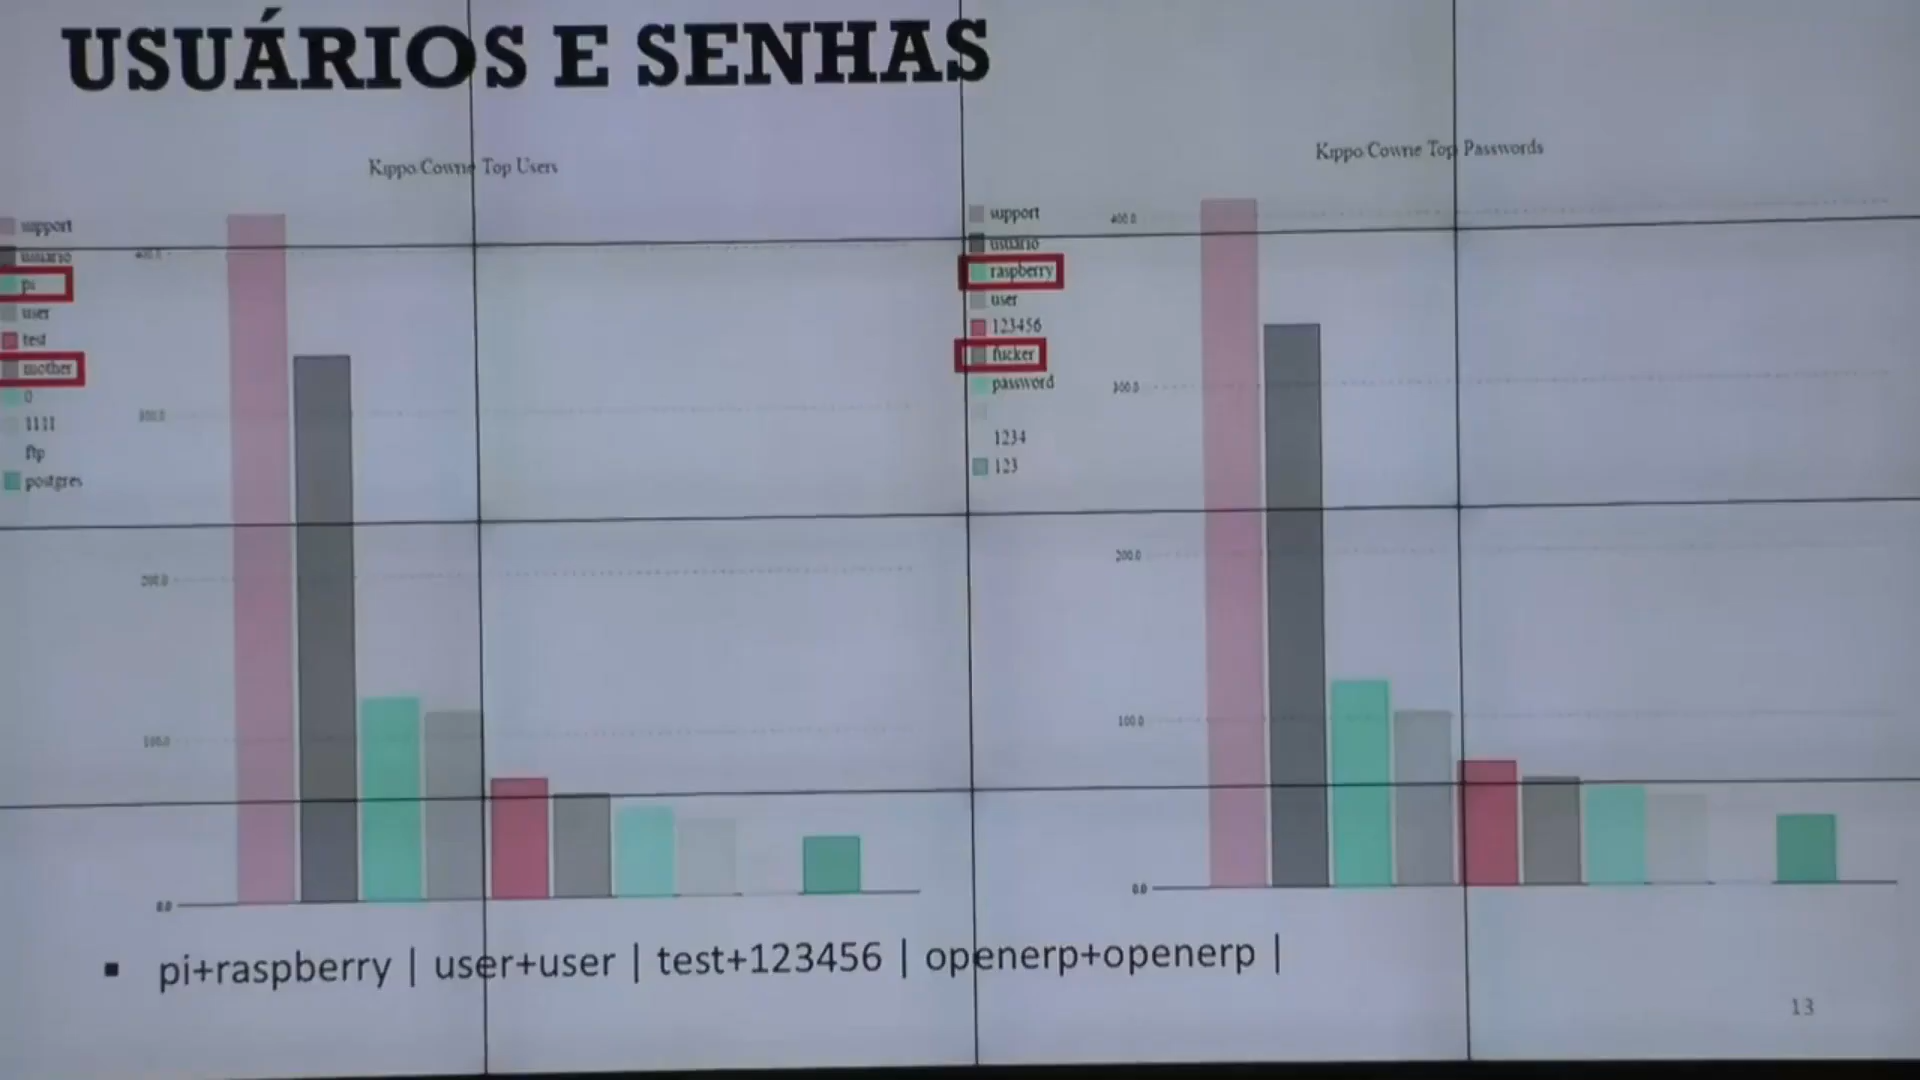 USUÁRIOS E SENHAS
Kippo Cowrie Top Users
support
usuario
pi
user
test
mother
0
1111
ftp
postgres
400.0
300.0
200.0
100.0
0.0
Kippo Cowrie Top Passwords
support
usuario
raspberry
user
123456
fucker
password
1234
123
400.0
300.0
200.0
100.0
0.0
▪ pi+raspberry | user+user | test+123456 | openerp+openerp |
13